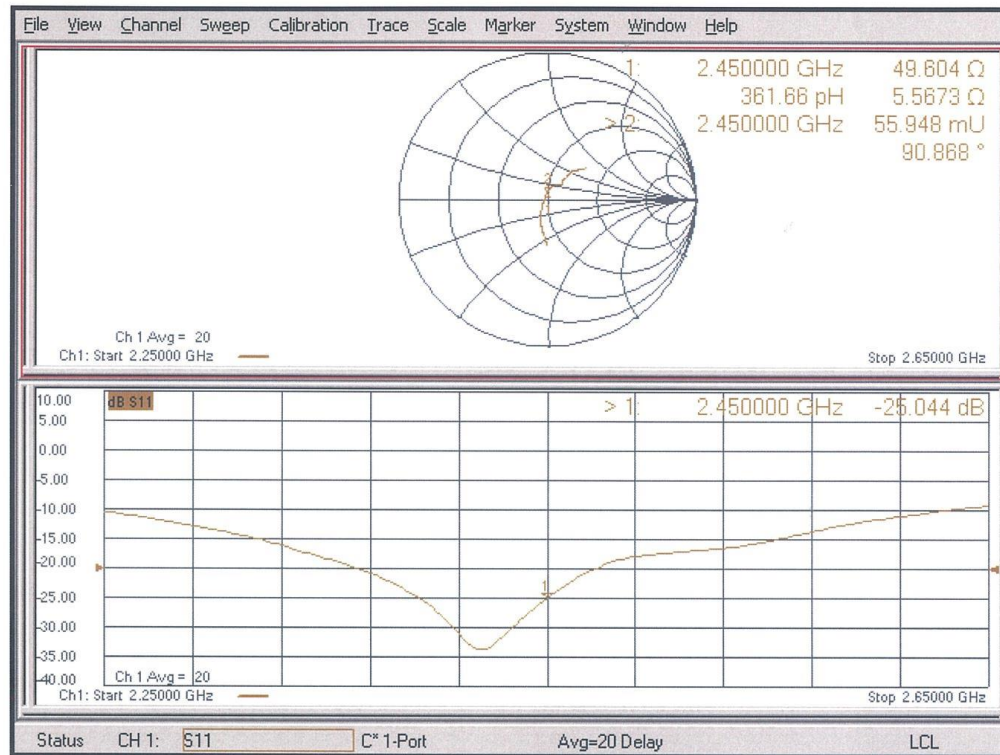 File View Channel Sweep Calibration Trace Scale Marker System Window Help
1: 2.450000 GHz 49.604 Ω
361.66 pH 5.5673 Ω
> 2: 2.450000 GHz 55.948 mU
90.868 °
Ch 1 Avg = 20
Ch1: Start 2.25000 GHz
Stop 2.65000 GHz
10.00
dB S11
> 1: 2.450000 GHz -25.044 dB
5.00
0.00
-5.00
-10.00
-15.00
-20.00
-25.00
1
-30.00
-35.00
-40.00
Ch 1 Avg = 20
Ch1: Start 2.25000 GHz
Stop 2.65000 GHz
Status CH 1: S11 C* 1-Port Avg=20 Delay LCL